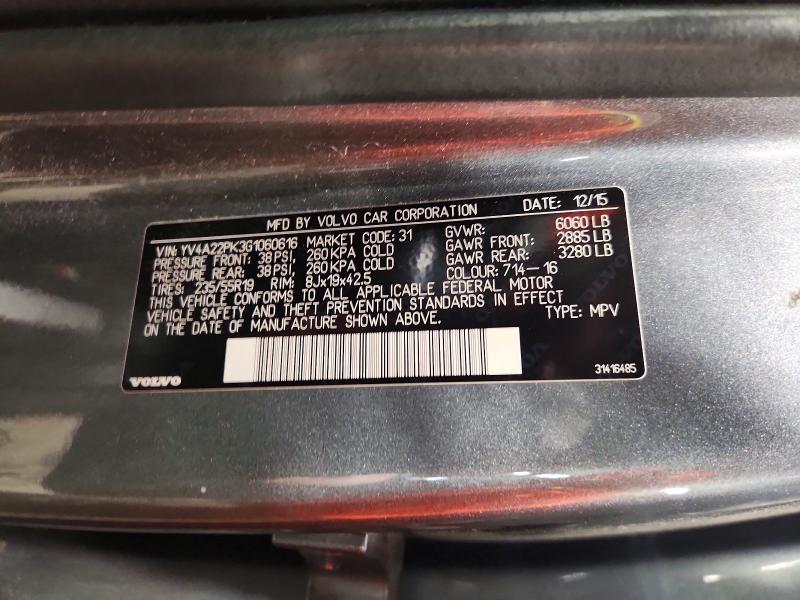 MFD BY VOLVO CAR CORPORATION DATE: 12/15
VIN: YV4A22PK3G1060616 MARKET CODE: 31 GVWR: 6060 LB
PRESSURE FRONT: 38 PSI, 260 KPA COLD GAWR FRONT: 2885 LB
PRESSURE REAR: 38 PSI, 260 KPA COLD GAWR REAR: 3280 LB
TIRES: 235/55R19 RIM: 8Jx19x42.5 COLOUR: 714-16
THIS VEHICLE CONFORMS TO ALL APPLICABLE FEDERAL MOTOR
VEHICLE SAFETY AND THEFT PREVENTION STANDARDS IN EFFECT
ON THE DATE OF MANUFACTURE SHOWN ABOVE. TYPE: MPV
VOLVO 31416485